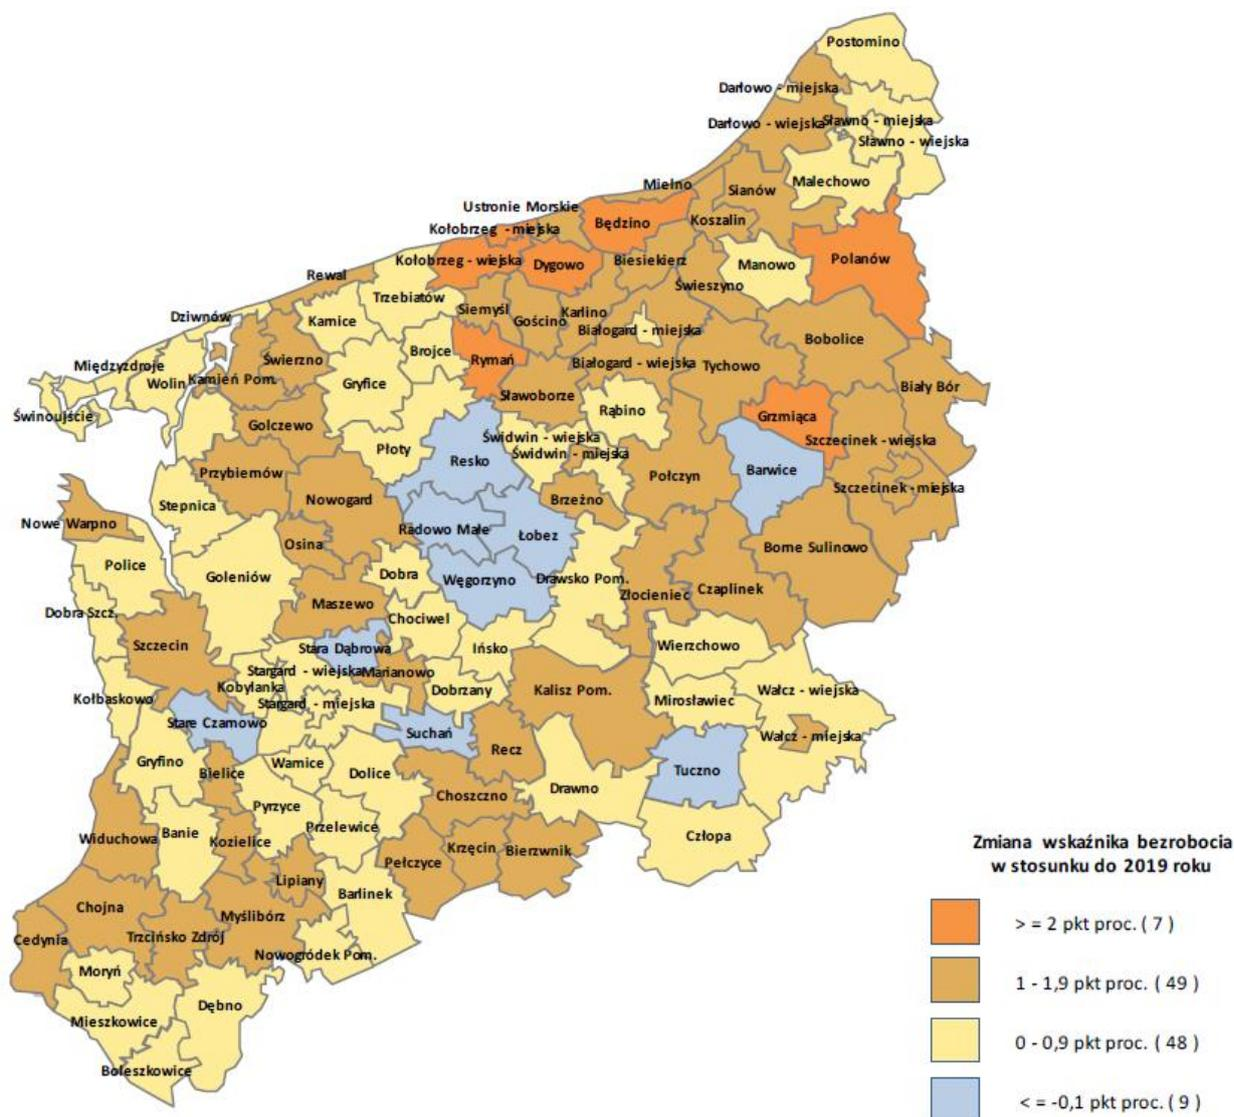 Postomino
Darłowo - miejska
Darłowo - wiejska
Sławno - miejska
Sławno - wiejska
Malechowo
Mielno
Sianów
Ustronie Morskie
Będzino
Koszalin
Kołobrzeg - miejska
Kołobrzeg - wiejska
Dygowo
Biesiekierz
Manowo
Polanów
Świeszyno
Rewal
Trzebiatów
Siemyśl
Gościno
Karlino
Białogard - miejska
Dziwnów
Karnice
Bobolice
Międzyzdroje
Świerzno
Brojce
Rymań
Białogard - wiejska
Tychowo
Wolin
Kamień Pom.
Gryfice
Sławoborze
Biały Bór
Świnoujście
Golczewo
Rąbino
Grzmiąca
Płoty
Świdwin - wiejska
Szczecinek - wiejska
Świdwin - miejska
Resko
Przybiernów
Połczyn
Barwice
Szczecinek - miejska
Nowogard
Brzeżno
Stepnica
Nowe Warpno
Radowo Małe
Łobez
Osina
Borne Sulinowo
Police
Goleniów
Dobra
Węgorzyno
Drawsko Pom.
Złocieniec
Czaplinek
Dobra Szcz.
Maszewo
Chociwel
Szczecin
Stara Dąbrowa
Ińsko
Wierzchowo
Stargard - wiejska
Marianowo
Kobylanka
Dobrzany
Kalisz Pom.
Wałcz - wiejska
Kołbaskowo
Stargard - miejska
Mirosławiec
Stare Czarnowo
Suchań
Wałcz - miejska
Recz
Gryfino
Bielice
Warnice
Dolice
Tuczno
Drawno
Choszczno
Pyrzyce
Widuchowa
Banie
Kozielice
Przelewice
Człopa
Krzęcin
Bierzwnik
Pełczyce
Lipiany
Barlinek
Chojna
Myślibórz
Cedynia
Trzcińsko Zdrój
Nowogródek Pom.
Moryń
Dębno
Mieszkowice
Boleszkowice
Zmiana wskaźnika bezrobocia
w stosunku do 2019 roku
> = 2 pkt proc. ( 7 )
1 - 1,9 pkt proc. ( 49 )
0 - 0,9 pkt proc. ( 48 )
< = -0,1 pkt proc. ( 9 )